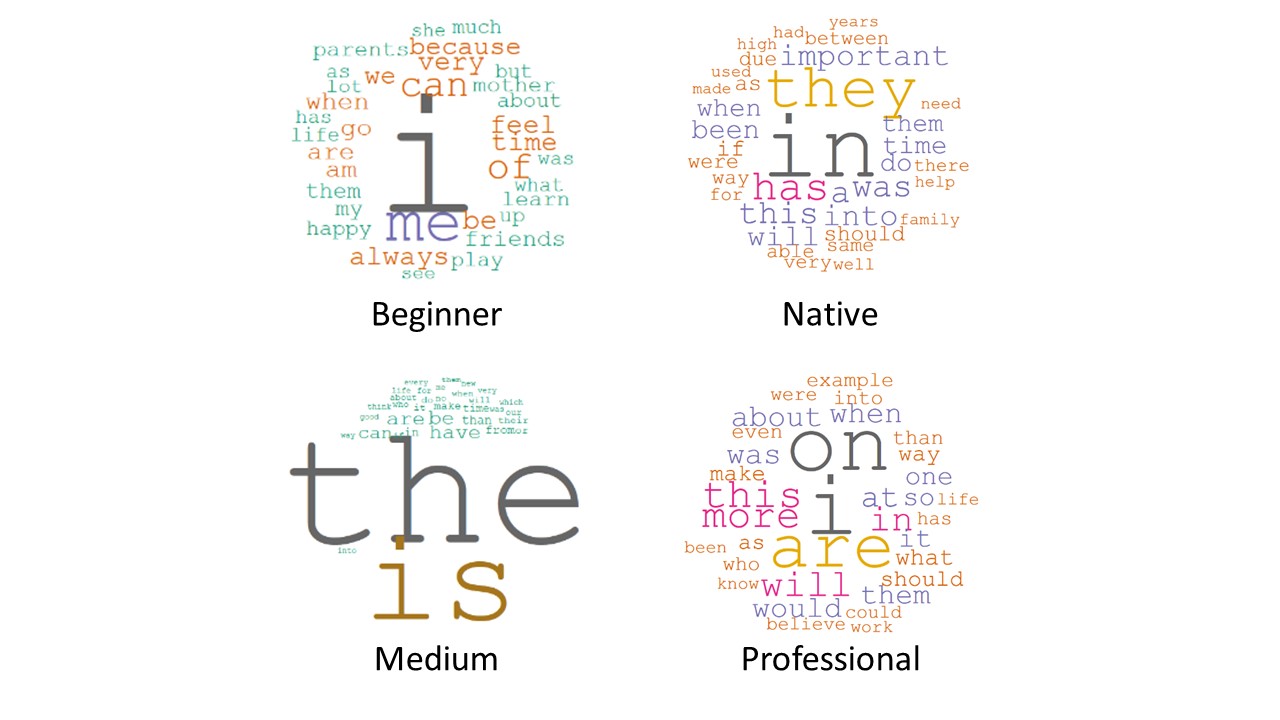 she much
parents because
very
as we can but
lot mother
when about
has
life go feel
time
are of was
am
i
them what
my learn
happy me be up
friends
always play
see
Beginner
years
had between
high
due important
used
made as they need
when them
been in time
if do there
were
way has a was help
for
this into family
will should
able same
very well
Native
every them new
life for so when very
about do no will which
think who it make time was our
good are be than their
way can in have from or
the
into
is
Medium
example
were into
about when
even on than
was way
make one
this i at so life
more in has
been as are it
who what
know will should
them
would could
believe work
Professional